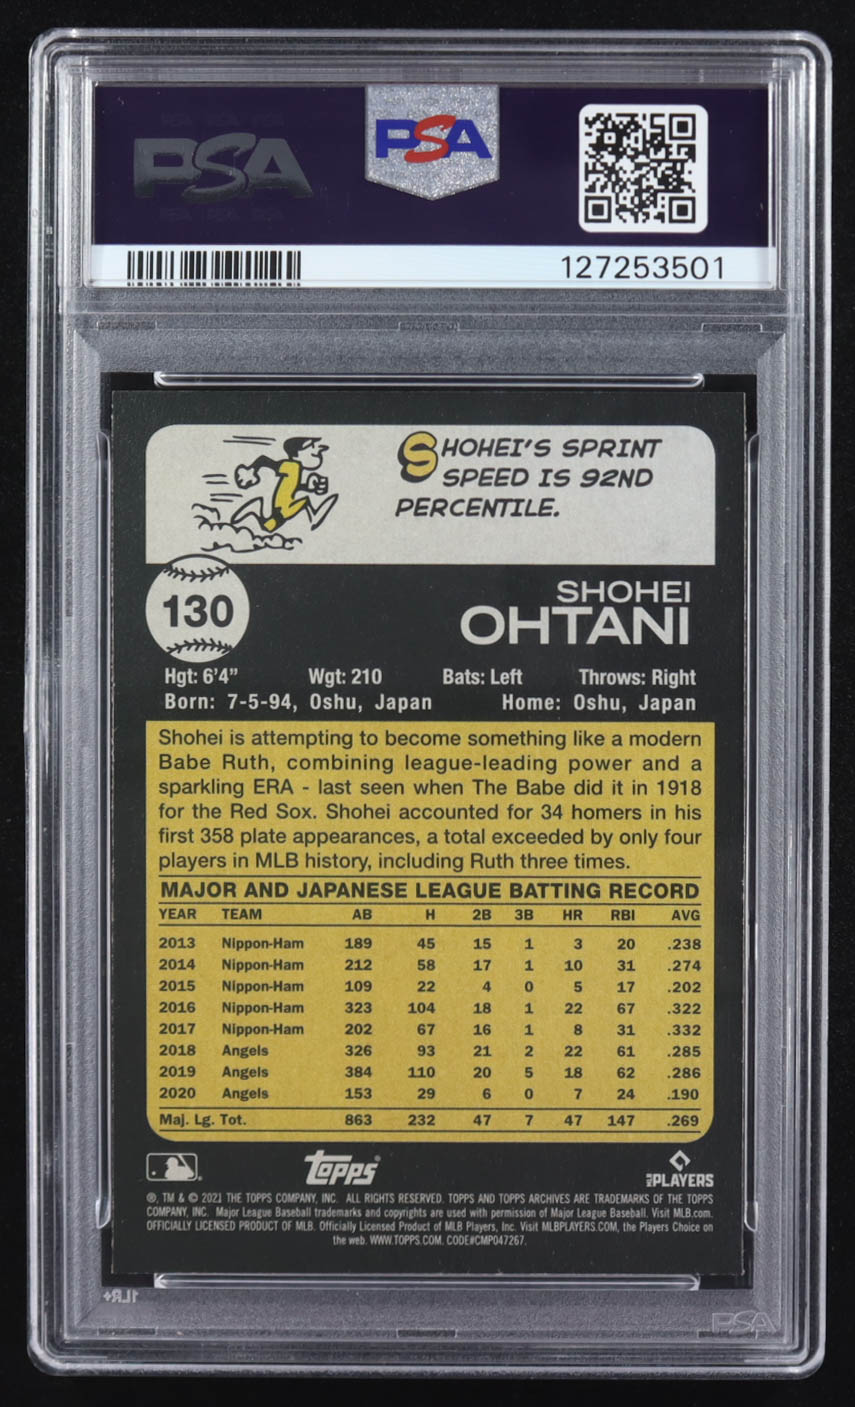 PSA
PSA
127253501
SHOHEI'S SPRINT
SPEED IS 92ND
PERCENTILE.
130
SHOHEI
OHTANI
Hgt: 6'4" Wgt: 210 Bats: Left Throws: Right
Born: 7-5-94, Oshu, Japan Home: Oshu, Japan
Shohei is attempting to become something like a modern
Babe Ruth, combining league-leading power and a
sparkling ERA - last seen when The Babe did it in 1918
for the Red Sox. Shohei accounted for 34 homers in his
first 358 plate appearances, a total exceeded by only four
players in MLB history, including Ruth three times.
MAJOR AND JAPANESE LEAGUE BATTING RECORD
YEAR TEAM AB H 2B 3B HR RBI AVG
2013 Nippon-Ham 189 45 15 1 3 20 .238
2014 Nippon-Ham 212 58 17 1 10 31 .274
2015 Nippon-Ham 109 22 4 0 5 17 .202
2016 Nippon-Ham 323 104 18 1 22 67 .322
2017 Nippon-Ham 202 67 16 1 8 31 .332
2018 Angels 326 93 21 2 22 61 .285
2019 Angels 384 110 20 5 18 62 .286
2020 Angels 153 29 6 0 7 24 .190
Maj. Lg. Tot. 863 232 47 7 47 147 .269
Topps
MLB PLAYERS
®, TM & © 2021 THE TOPPS COMPANY, INC. ALL RIGHTS RESERVED. TOPPS AND TOPPS ARCHIVES ARE TRADEMARKS OF THE TOPPS
COMPANY, INC. Major League Baseball trademarks and copyrights are used with permission of Major League Baseball. Visit MLB.com.
OFFICIALLY LICENSED PRODUCT OF MLB. Officially Licensed Product of MLB Players, Inc. Visit MLBPLAYERS.COM, the Players Choice on
the web. WWW.TOPPS.COM. CODE#CMP047267.
PSA